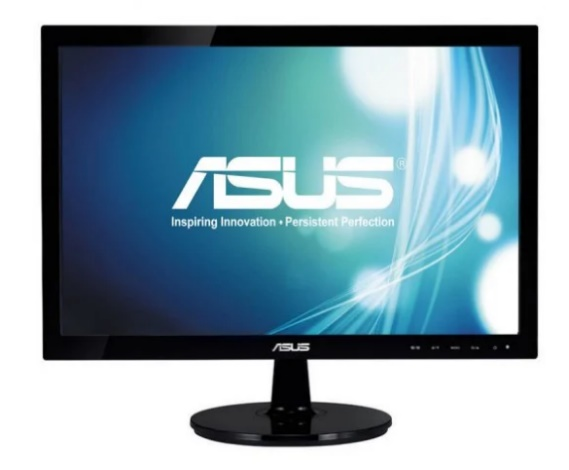 ASUS®
Inspiring Innovation • Persistent Perfection
ASUS